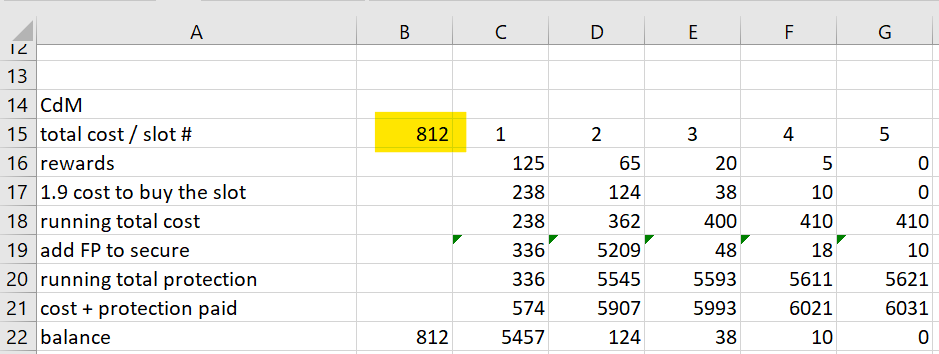 A B C D E F G
12
13
14 CdM
15 total cost / slot # 812 1 2 3 4 5
16 rewards 125 65 20 5 0
17 1.9 cost to buy the slot 238 124 38 10 0
18 running total cost 238 362 400 410 410
19 add FP to secure 336 5209 48 18 10
20 running total protection 336 5545 5593 5611 5621
21 cost + protection paid 574 5907 5993 6021 6031
22 balance 812 5457 124 38 10 0